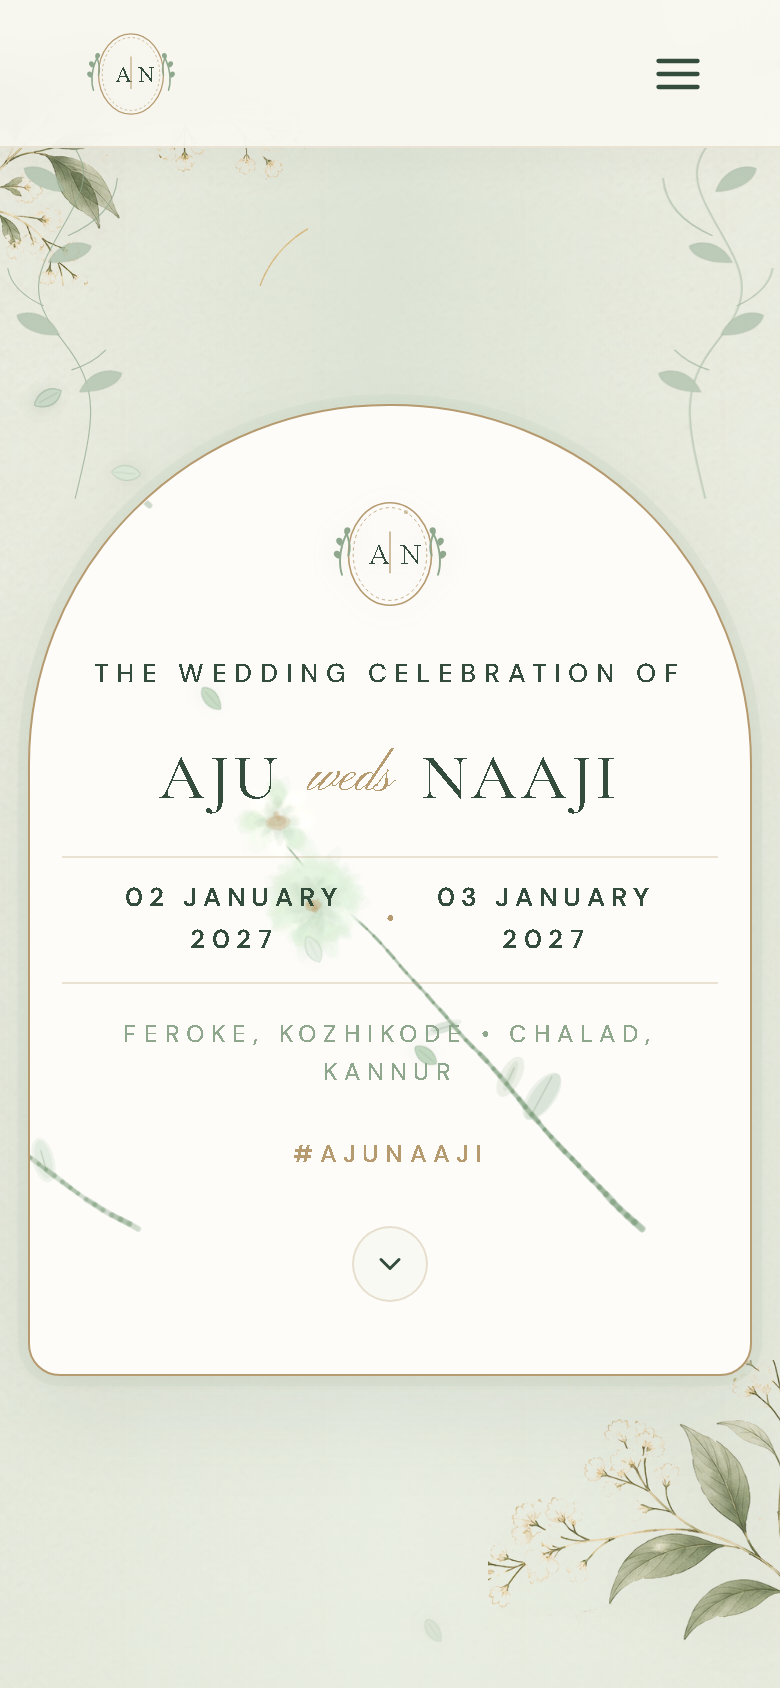 A N
A N
THE WEDDING CELEBRATION OF
AJU weds NAAJI
02 JANUARY 2027 • 03 JANUARY 2027
FEROKE, KOZHIKODE • CHALAD,
KANNUR
#AJUNAAJI